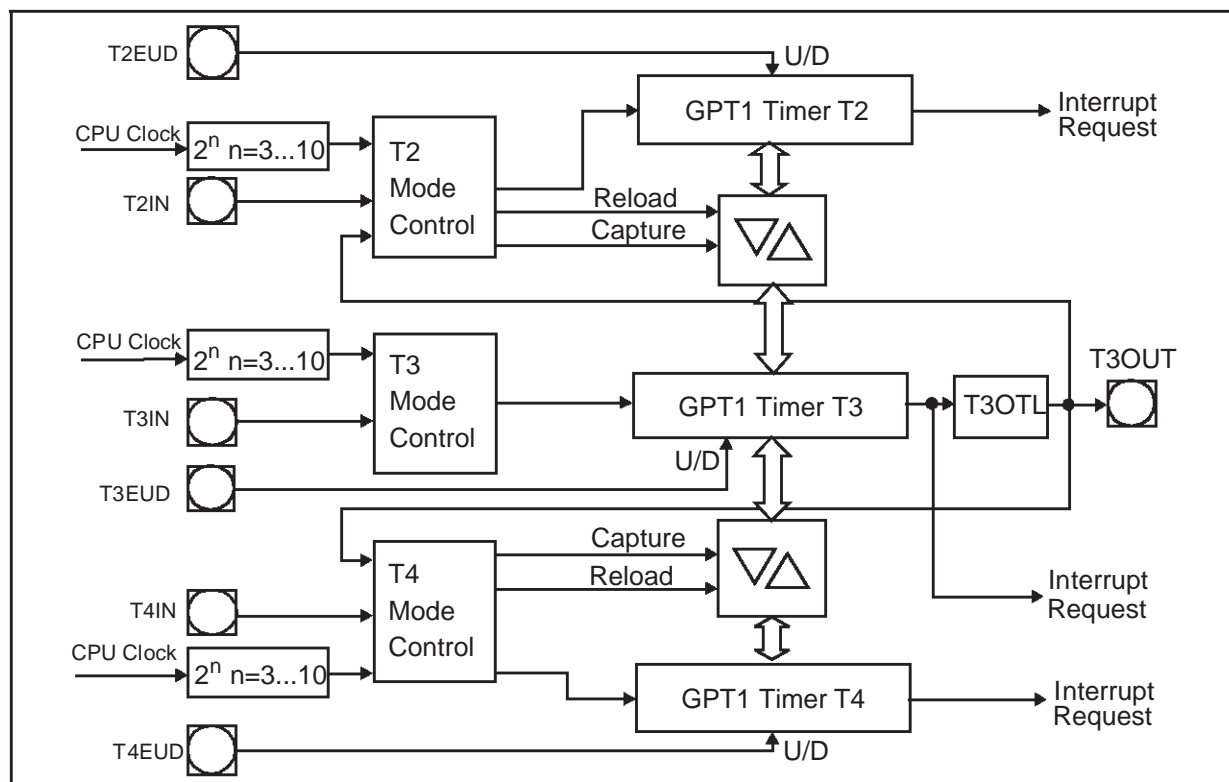 T2EUD
U/D
GPT1 Timer T2
Interrupt
Request
CPU Clock
2ⁿ n=3...10
T2
Mode
Control
T2IN
Reload
Capture
CPU Clock
2ⁿ n=3...10
T3
Mode
Control
T3IN
GPT1 Timer T3
T3OTL
T3OUT
U/D
T3EUD
Capture
Reload
T4
Mode
Control
T4IN
Interrupt
Request
CPU Clock
2ⁿ n=3...10
GPT1 Timer T4
Interrupt
Request
U/D
T4EUD